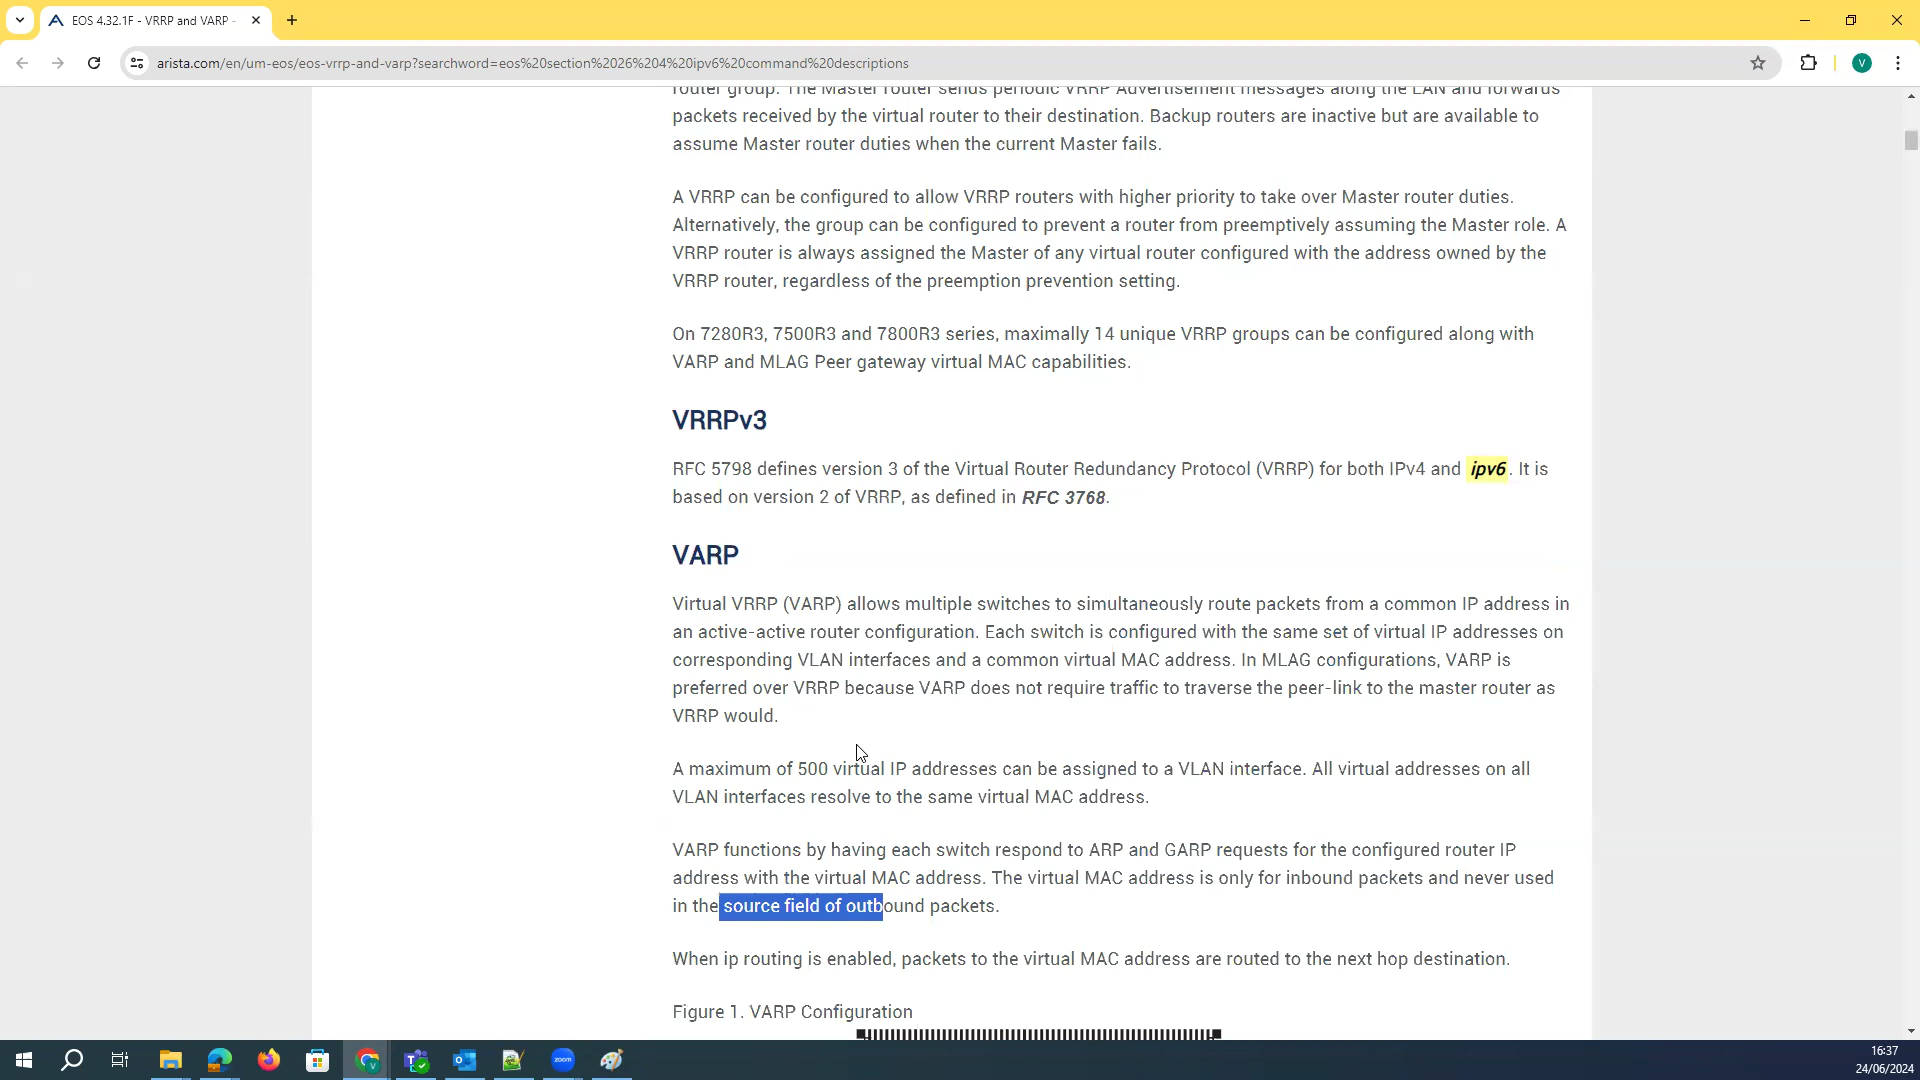 EOS 4.32.1F - VRRP and VARP -
arista.com/en/um-eos/eos-vrrp-and-varp?searchword=eos%20section%2026%204%20ipv6%20command%20descriptions
V
router group. The Master router sends periodic VRRP Advertisement messages along the LAN and forwards
packets received by the virtual router to their destination. Backup routers are inactive but are available to
assume Master router duties when the current Master fails.
A VRRP can be configured to allow VRRP routers with higher priority to take over Master router duties.
Alternatively, the group can be configured to prevent a router from preemptively assuming the Master role. A
VRRP router is always assigned the Master of any virtual router configured with the address owned by the
VRRP router, regardless of the preemption prevention setting.
On 7280R3, 7500R3 and 7800R3 series, maximally 14 unique VRRP groups can be configured along with
VARP and MLAG Peer gateway virtual MAC capabilities.
VRRPv3
RFC 5798 defines version 3 of the Virtual Router Redundancy Protocol (VRRP) for both IPv4 and ipv6. It is
based on version 2 of VRRP, as defined in RFC 3768.
VARP
Virtual VRRP (VARP) allows multiple switches to simultaneously route packets from a common IP address in
an active-active router configuration. Each switch is configured with the same set of virtual IP addresses on
corresponding VLAN interfaces and a common virtual MAC address. In MLAG configurations, VARP is
preferred over VRRP because VARP does not require traffic to traverse the peer-link to the master router as
VRRP would.
A maximum of 500 virtual IP addresses can be assigned to a VLAN interface. All virtual addresses on all
VLAN interfaces resolve to the same virtual MAC address.
VARP functions by having each switch respond to ARP and GARP requests for the configured router IP
address with the virtual MAC address. The virtual MAC address is only for inbound packets and never used
in the source field of outbound packets.
When ip routing is enabled, packets to the virtual MAC address are routed to the next hop destination.
Figure 1. VARP Configuration
zoom
16:37
24/06/2024